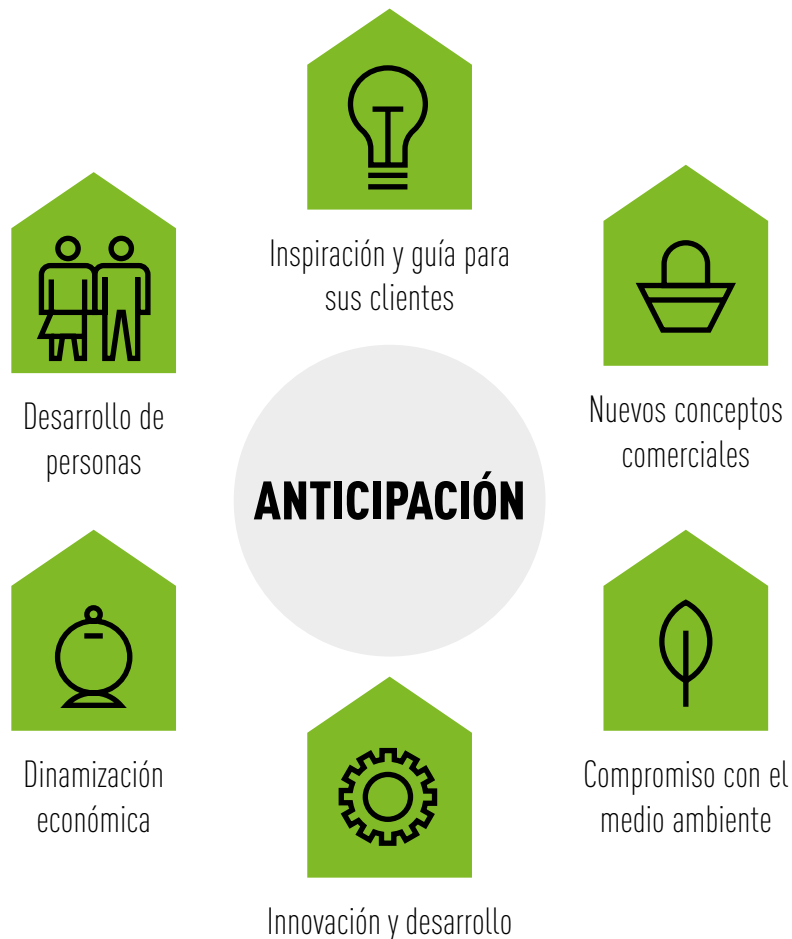 Inspiración y guía para
sus clientes
Desarrollo de
personas
Nuevos conceptos
comerciales
ANTICIPACIÓN
Dinamización
económica
Compromiso con el
medio ambiente
Innovación y desarrollo